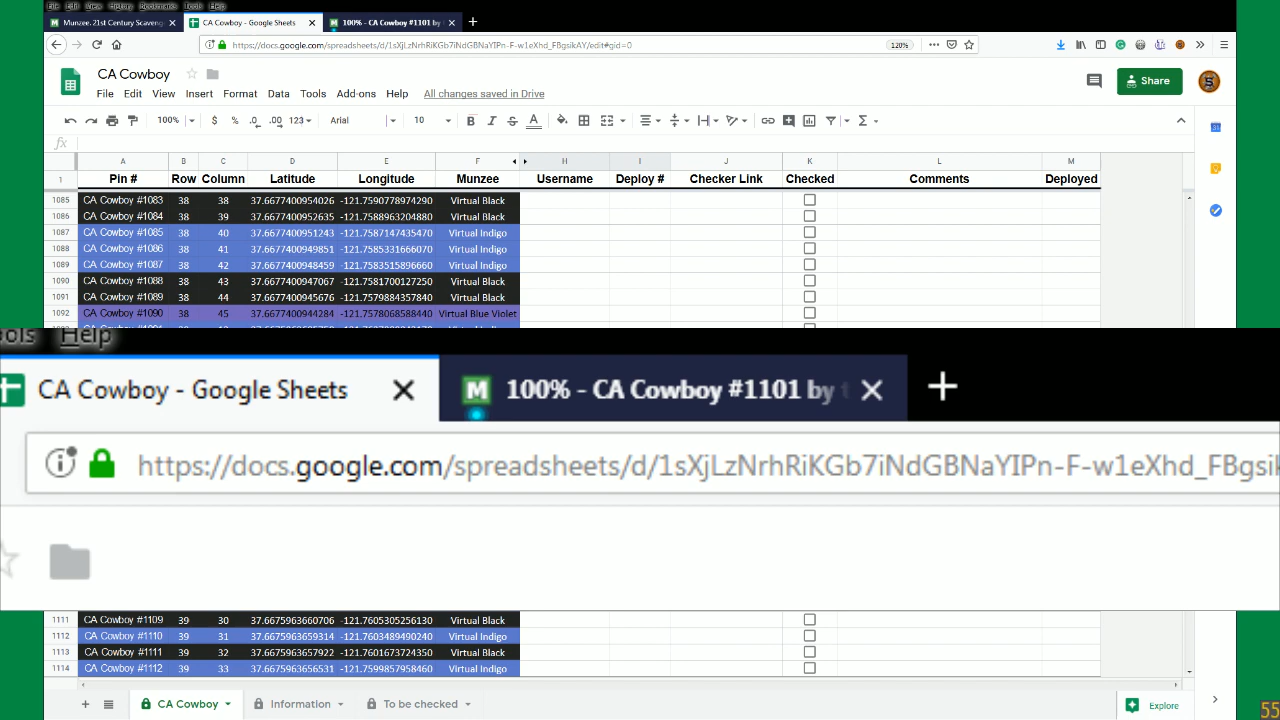 File Edit View History Bookmarks Tools Help
Munzee. 21st Century Scaveng CA Cowboy - Google Sheets 100% - CA Cowboy #1101 by t
https://docs.google.com/spreadsheets/d/1sXjLzNrhRiKGb7iNdGBNaYIPn-F-w1eXhd_FBgsikAY/edit#gid=0 120%
CA Cowboy
File Edit View Insert Format Data Tools Add-ons Help All changes saved in Drive
Share
100% $ % .0 .00 123 Arial 10 B I S A
fx
A B C D E F H I J K L M
1 Pin # Row Column Latitude Longitude Munzee Username Deploy # Checker Link Checked Comments Deployed
1085 CA Cowboy #1083 38 38 37.6677400954026 -121.7590778974290 Virtual Black
1086 CA Cowboy #1084 38 39 37.6677400952635 -121.7588963204880 Virtual Black
1087 CA Cowboy #1085 38 40 37.6677400951243 -121.7587147435470 Virtual Indigo
1088 CA Cowboy #1086 38 41 37.6677400949851 -121.7585331666070 Virtual Indigo
1089 CA Cowboy #1087 38 42 37.6677400948459 -121.7583515896660 Virtual Indigo
1090 CA Cowboy #1088 38 43 37.6677400947067 -121.7581700127250 Virtual Black
1091 CA Cowboy #1089 38 44 37.6677400945676 -121.7579884357840 Virtual Black
1092 CA Cowboy #1090 38 45 37.6677400944284 -121.7578068588440 Virtual Blue Violet
ools Help
CA Cowboy - Google Sheets 100% - CA Cowboy #1101 by t
https://docs.google.com/spreadsheets/d/1sXjLzNrhRiKGb7iNdGBNaYIPn-F-w1eXhd_FBgsik
1111 CA Cowboy #1109 39 30 37.6675963660706 -121.7605305256130 Virtual Black
1112 CA Cowboy #1110 39 31 37.6675963659314 -121.7603489490240 Virtual Indigo
1113 CA Cowboy #1111 39 32 37.6675963657922 -121.7601673724350 Virtual Black
1114 CA Cowboy #1112 39 33 37.6675963656531 -121.7599857958460 Virtual Indigo
CA Cowboy Information To be checked Explore
55